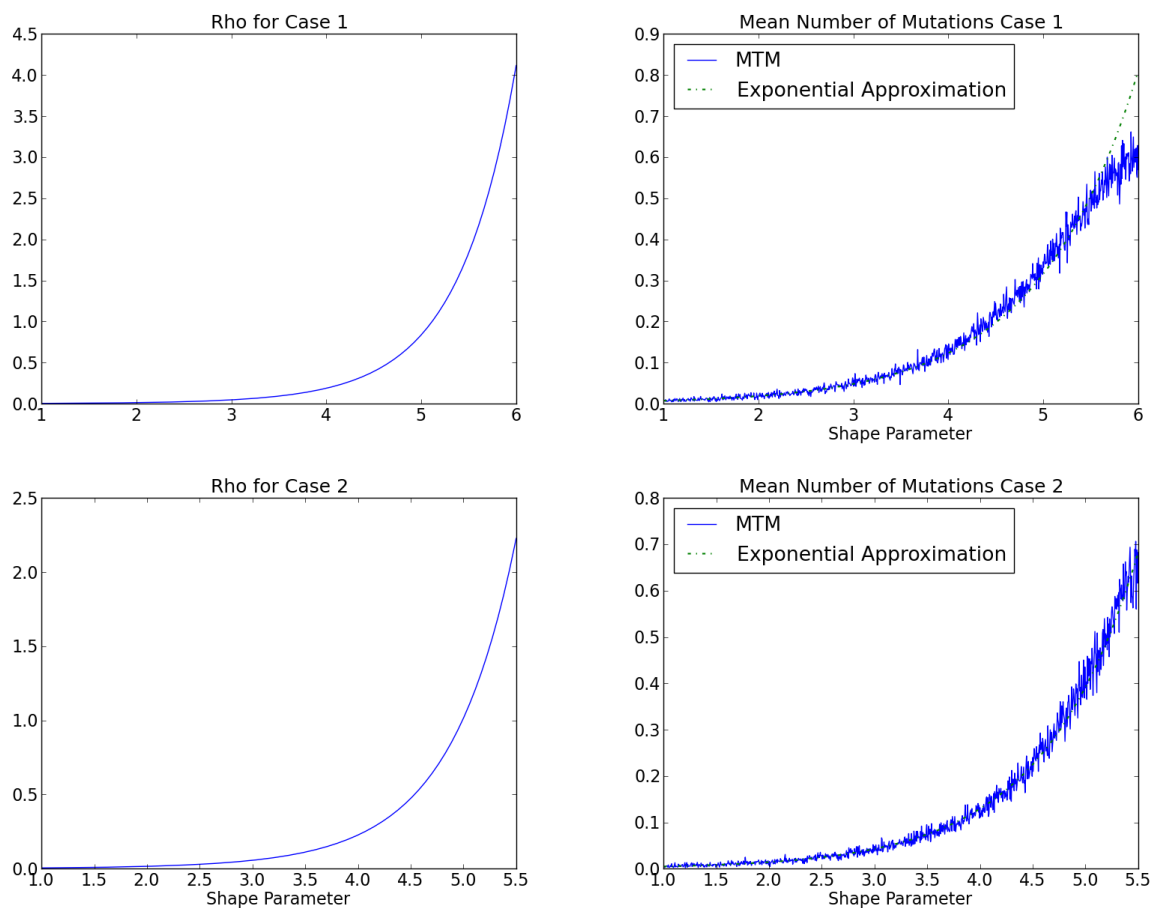 Rho for Case 1
4.5
4.0
3.5
3.0
2.5
2.0
1.5
1.0
0.5
0.0
1 2 3 4 5 6
Mean Number of Mutations Case 1
MTM
Exponential Approximation
0.9
0.8
0.7
0.6
0.5
0.4
0.3
0.2
0.1
0.0
1 2 3 4 5 6
Shape Parameter
Rho for Case 2
2.5
2.0
1.5
1.0
0.5
0.0
1.0 1.5 2.0 2.5 3.0 3.5 4.0 4.5 5.0 5.5
Shape Parameter
Mean Number of Mutations Case 2
MTM
Exponential Approximation
0.8
0.7
0.6
0.5
0.4
0.3
0.2
0.1
0.0
1.0 1.5 2.0 2.5 3.0 3.5 4.0 4.5 5.0 5.5
Shape Parameter